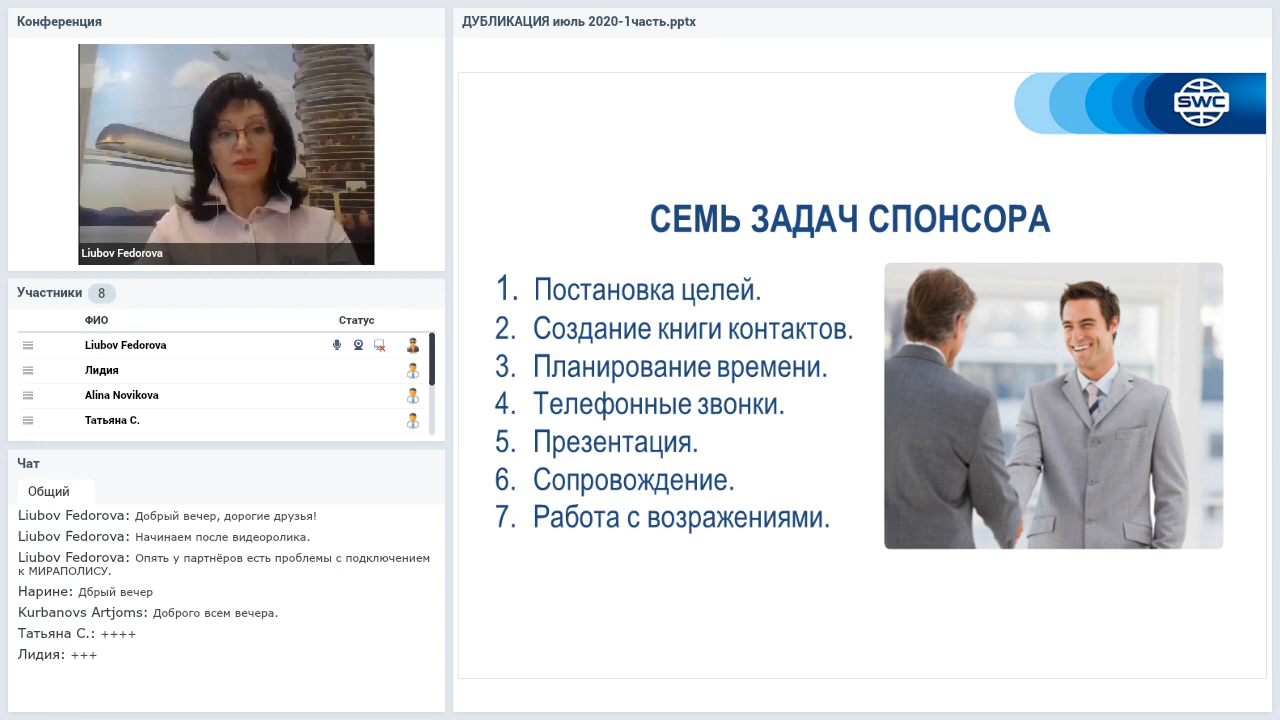 Конференция
Liubov Fedorova
Участники 8
ФИО Статус
Liubov Fedorova
Лидия
Alina Novikova
Татьяна С.
Чат
Общий
Liubov Fedorova: Добрый вечер, дорогие друзья!
Liubov Fedorova: Начинаем после видеоролика.
Liubov Fedorova: Опять у партнёров есть проблемы с подключением
к МИРАПОЛИСУ.
Нарине: Дбрый вечер
Kurbanovs Artjoms: Доброго всем вечера.
Татьяна С.: ++++
Лидия: +++
ДУБЛИКАЦИЯ июль 2020-1часть.pptx
SWC
СЕМЬ ЗАДАЧ СПОНСОРА
1. Постановка целей.
2. Создание книги контактов.
3. Планирование времени.
4. Телефонные звонки.
5. Презентация.
6. Сопровождение.
7. Работа с возражениями.